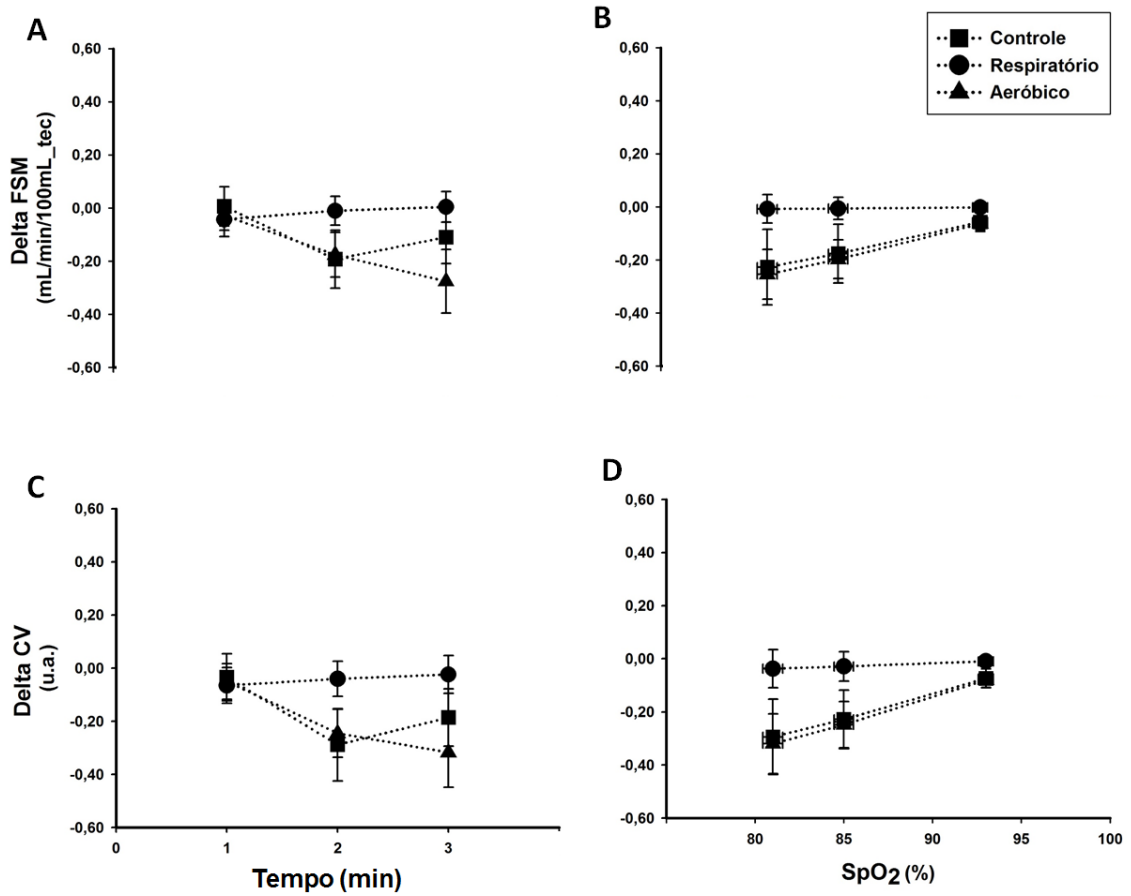 A
0,60
0,40
0,20
0,00
-0,20
-0,40
-0,60
Delta FSM
(mL/min/100mL_tec)
B
0,60
0,40
0,20
0,00
-0,20
-0,40
-0,60
Controle
Respiratório
Aeróbico
C
0,60
0,40
0,20
0,00
-0,20
-0,40
-0,60
Delta CV
(u.a.)
0 1 2 3
Tempo (min)
D
0,60
0,40
0,20
0,00
-0,20
-0,40
-0,60
80 85 90 95 100
SpO2 (%)